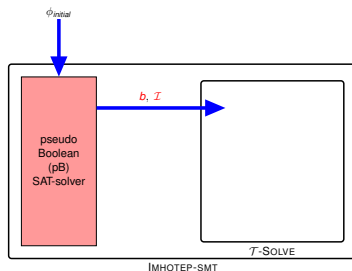 ϕinitial
b, ℐ
pseudo
Boolean
(pB)
SAT-solver
𝒯-SOLVE
IMHOTEP-SMT